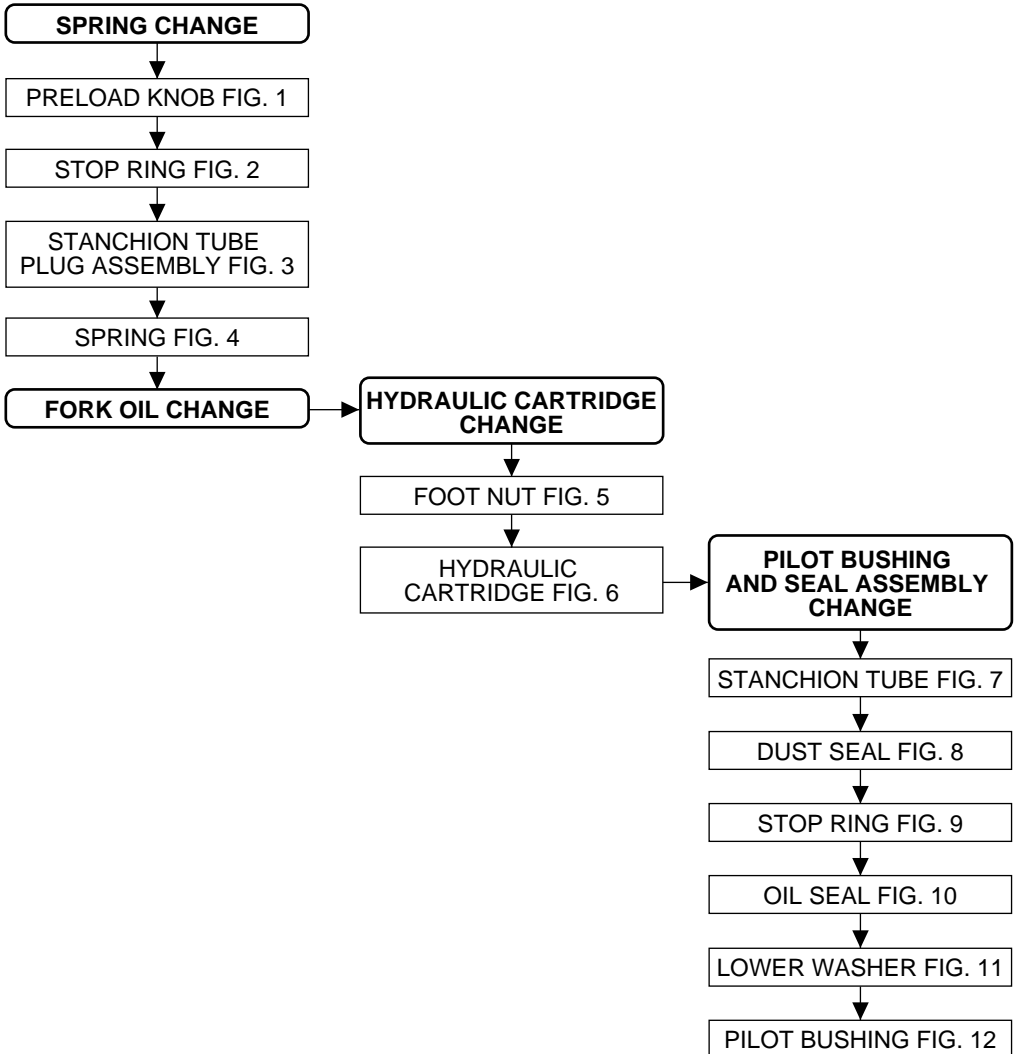 SPRING CHANGE
PRELOAD KNOB FIG. 1
STOP RING FIG. 2
STANCHION TUBE
PLUG ASSEMBLY FIG. 3
SPRING FIG. 4
FORK OIL CHANGE
HYDRAULIC CARTRIDGE
CHANGE
FOOT NUT FIG. 5
HYDRAULIC
CARTRIDGE FIG. 6
PILOT BUSHING
AND SEAL ASSEMBLY
CHANGE
STANCHION TUBE FIG. 7
DUST SEAL FIG. 8
STOP RING FIG. 9
OIL SEAL FIG. 10
LOWER WASHER FIG. 11
PILOT BUSHING FIG. 12